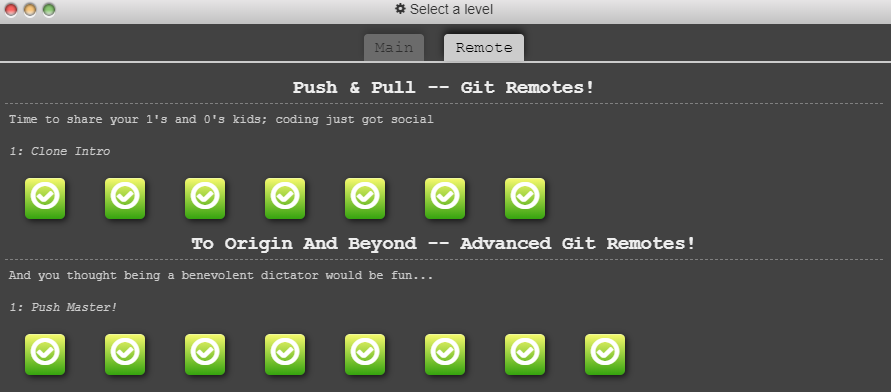 Select a level
Main
Remote
Push & Pull -- Git Remotes!
Time to share your 1's and 0's kids; coding just got social
1: Clone Intro
To Origin And Beyond -- Advanced Git Remotes!
And you thought being a benevolent dictator would be fun...
1: Push Master!